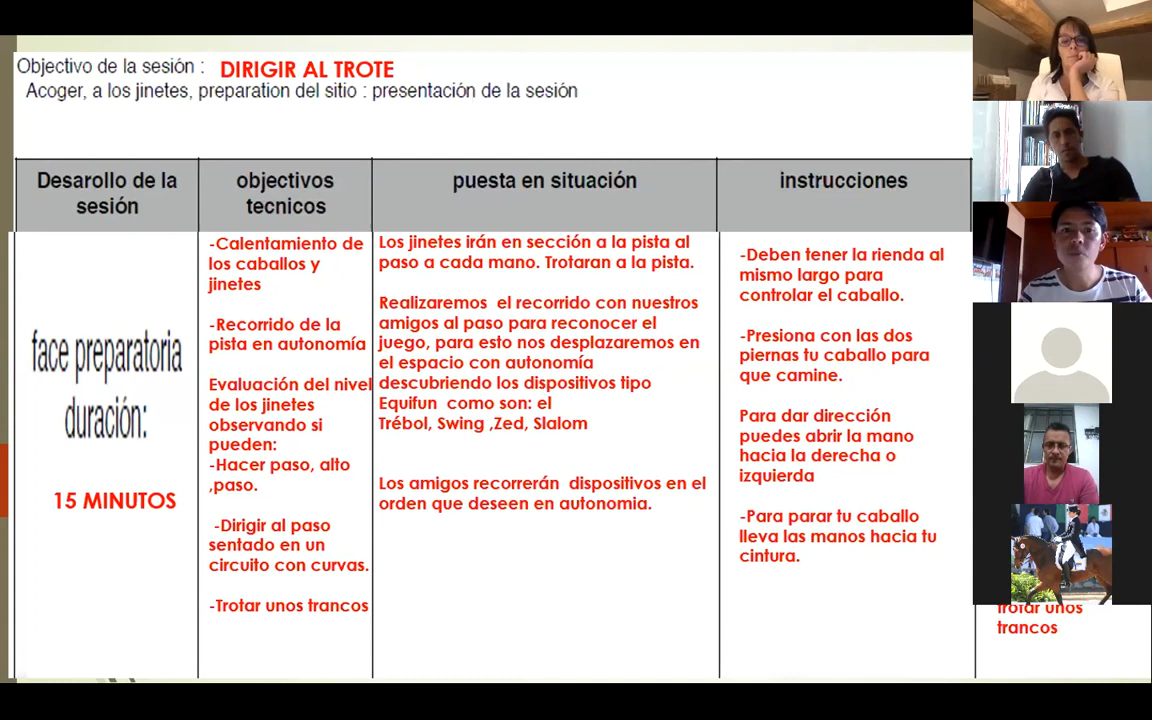 Objectivo de la sesión : DIRIGIR AL TROTE
Acoger, a los jinetes, preparation del sitio : presentación de la sesión
Desarollo de la
sesión
objectivos
tecnicos
puesta en situación
instrucciones
face preparatoria
duración:
15 MINUTOS
-Calentamiento de
los caballos y
jinetes
-Recorrido de la
pista en autonomía
Evaluación del nivel
de los jinetes
observando si
pueden:
-Hacer paso, alto
,paso.
-Dirigir al paso
sentado en un
circuito con curvas.
-Trotar unos trancos
Los jinetes irán en sección a la pista al
paso a cada mano. Trotaran a la pista.
Realizaremos el recorrido con nuestros
amigos al paso para reconocer el
juego, para esto nos desplazaremos en
el espacio con autonomía
descubriendo los dispositivos tipo
Equifun como son: el
Trébol, Swing ,Zed, Slalom
Los amigos recorrerán dispositivos en el
orden que deseen en autonomia.
-Deben tener la rienda al
mismo largo para
controlar el caballo.
-Presiona con las dos
piernas tu caballo para
que camine.
Para dar dirección
puedes abrir la mano
hacia la derecha o
izquierda
-Para parar tu caballo
lleva las manos hacia tu
cintura.
trotar unos
trancos